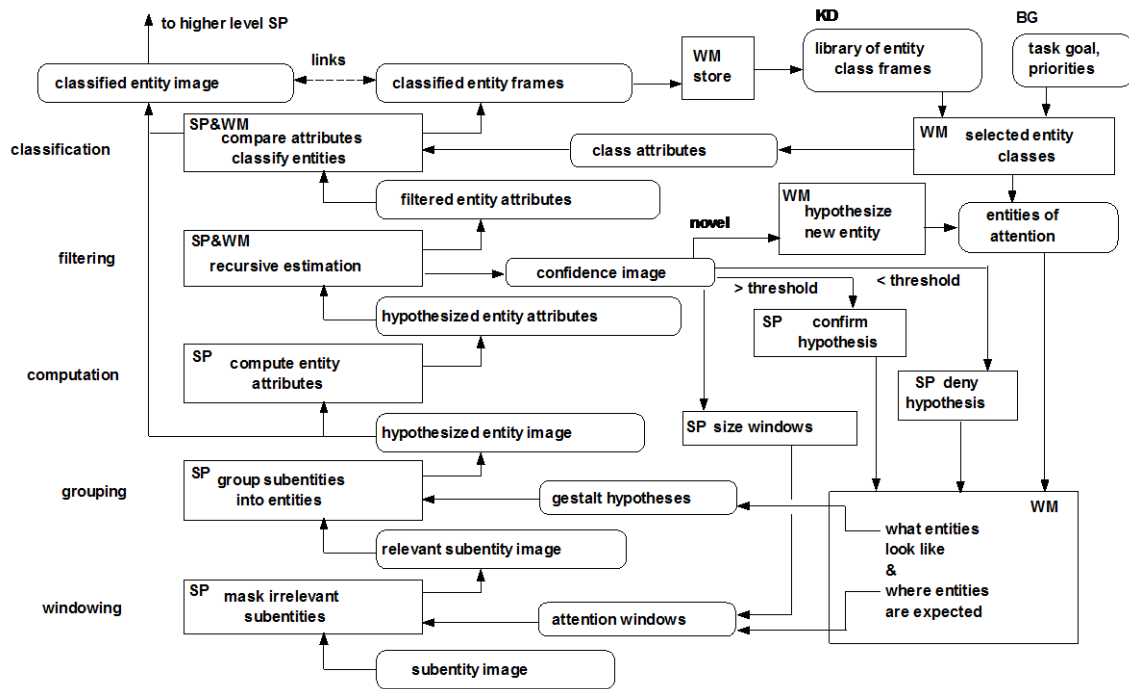 to higher level SP
KD
BG
links
classified entity image
classified entity frames
WM
store
library of entity
class frames
task goal,
priorities
classification
SP&WM
compare attributes
classify entities
class attributes
WM
selected entity
classes
filtered entity attributes
novel
WM
hypothesize
new entity
entities of
attention
filtering
SP&WM
recursive estimation
confidence image
> threshold
< threshold
hypothesized entity attributes
SP confirm
hypothesis
computation
SP
compute entity
attributes
SP deny
hypothesis
hypothesized entity image
SP size windows
grouping
SP
group subentities
into entities
gestalt hypotheses
WM
what entities
look like
&
where entities
are expected
relevant subentity image
windowing
SP
mask irrelevant
subentities
attention windows
subentity image